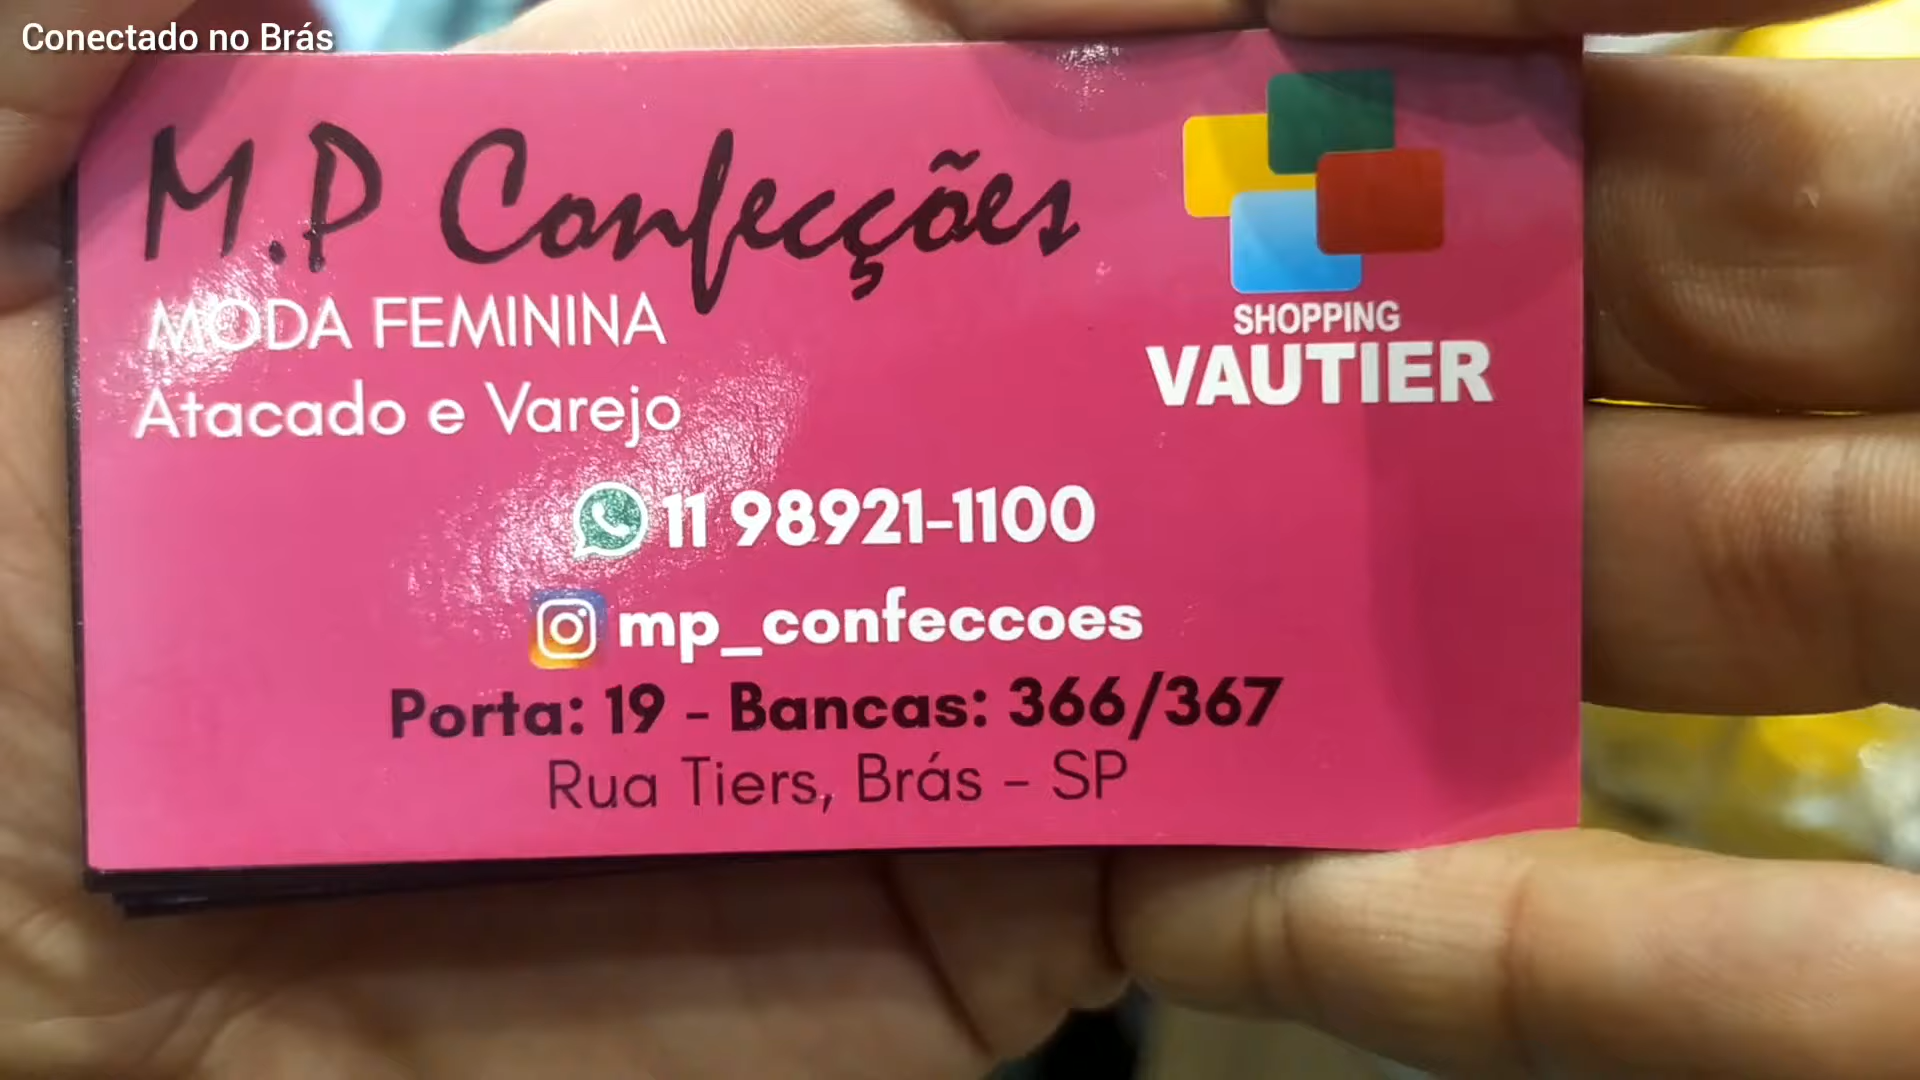 Conectado no Brás
M.P Confecções
MODA FEMININA
Atacado e Varejo
SHOPPING
VAUTIER
11 98921-1100
mp_confeccoes
Porta: 19 - Bancas: 366/367
Rua Tiers, Brás - SP